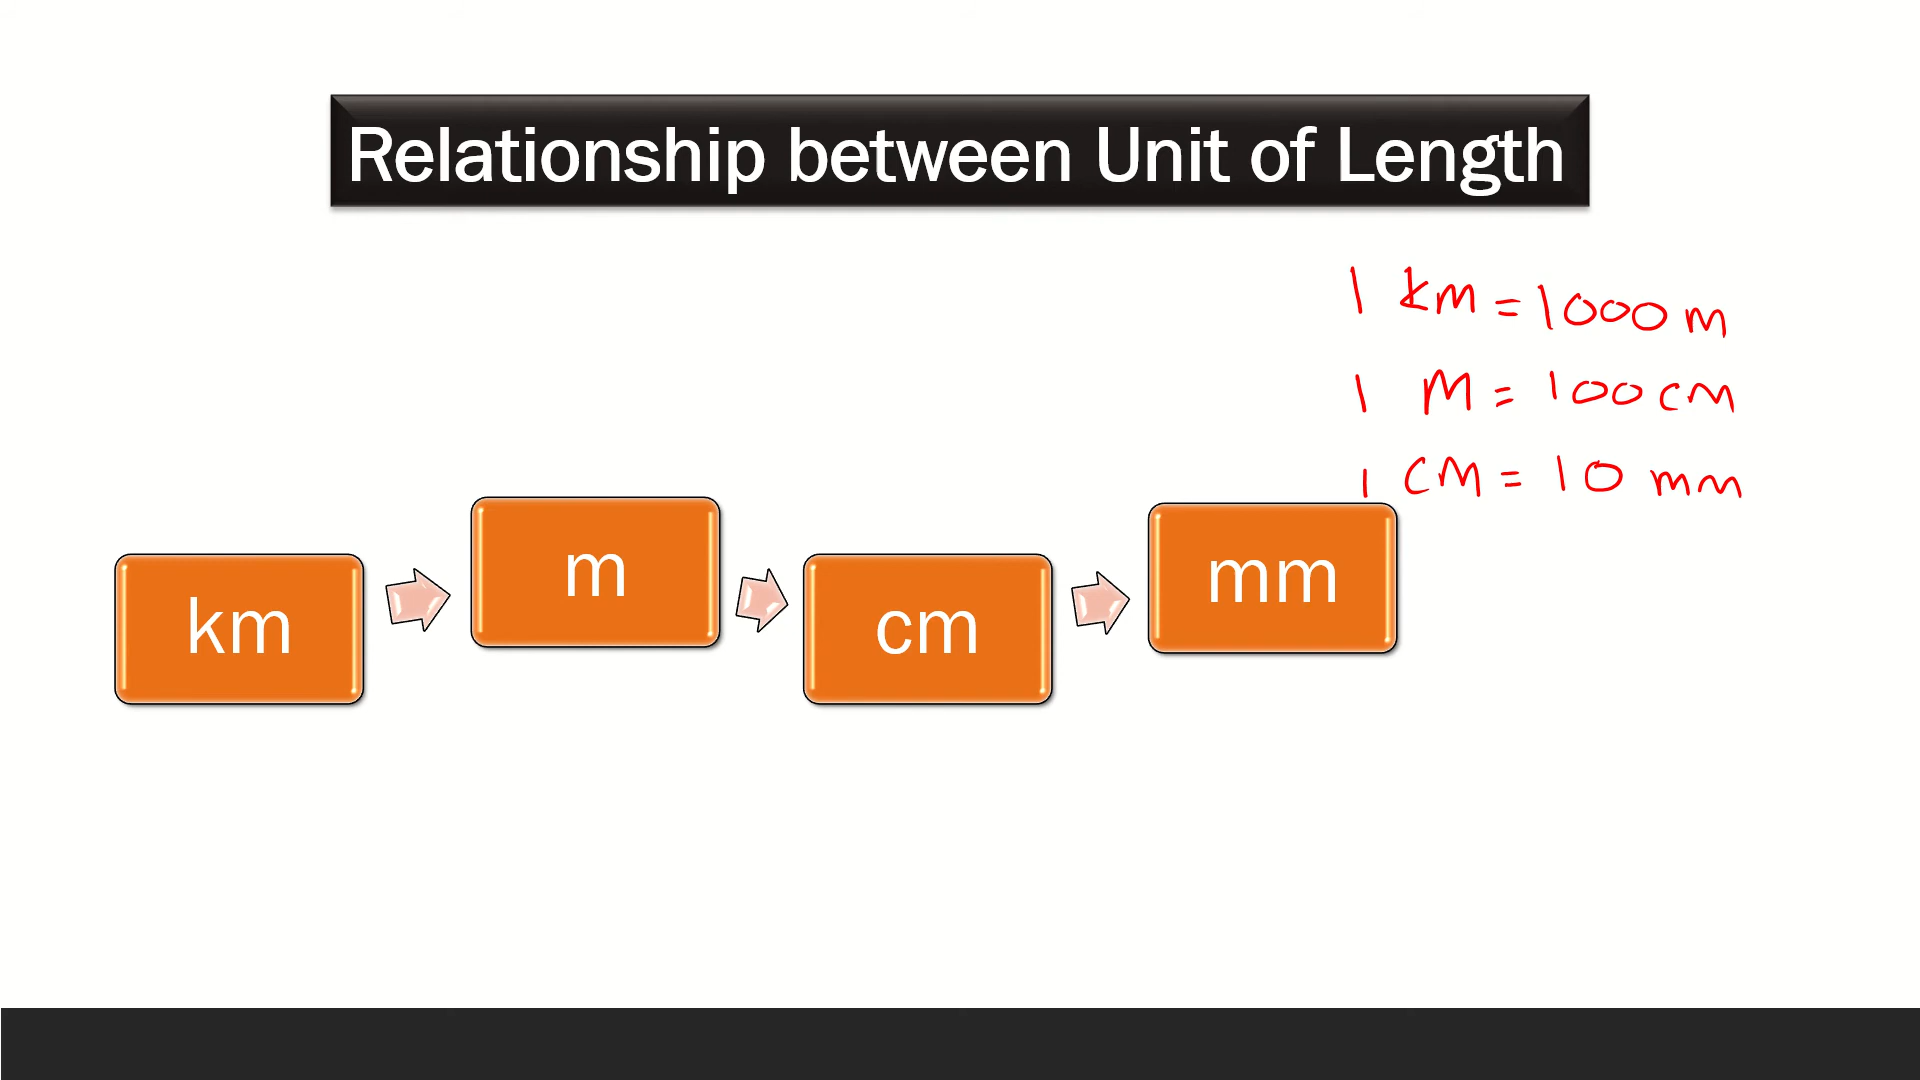 Relationship between Unit of Length
1 km = 1000 m
1 M = 100 cm
1 cM = 10 mm
km
m
cm
mm